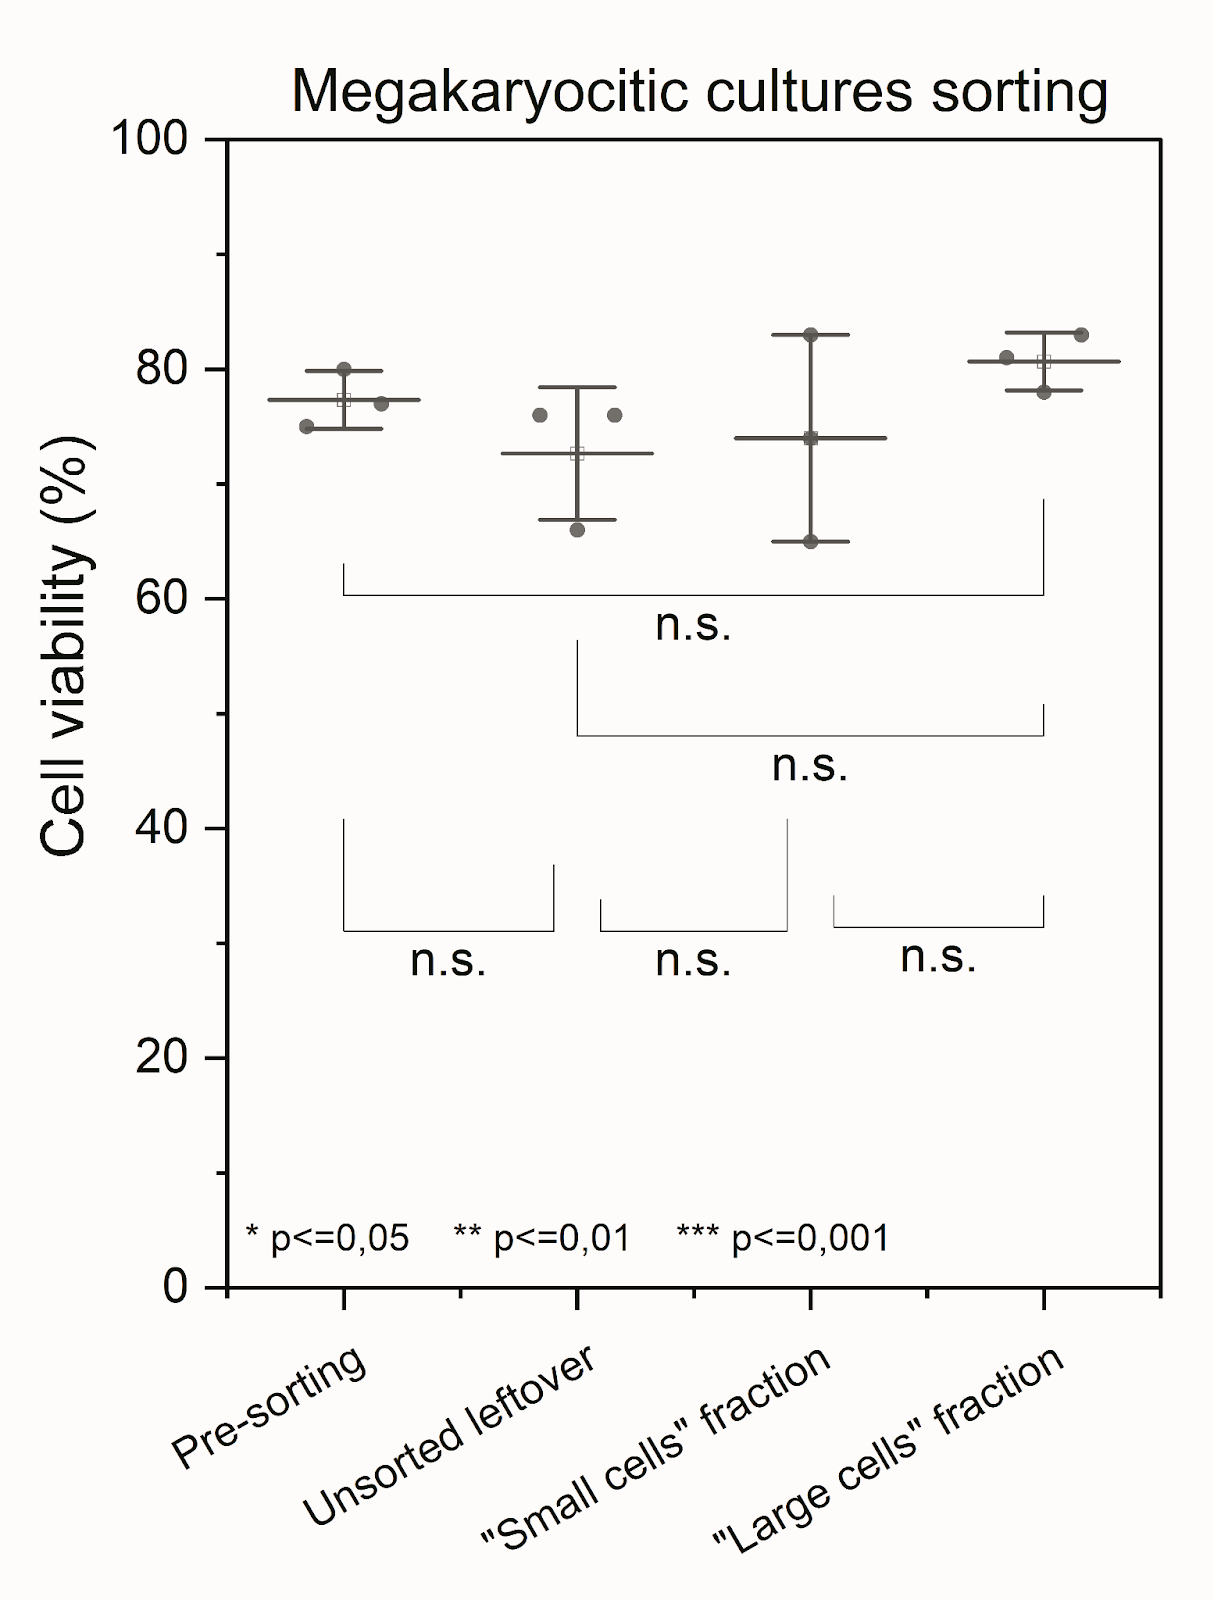 Megakaryocitic cultures sorting
100
80
60
40
20
0
Cell viability (%)
n.s.
n.s.
n.s.
n.s.
n.s.
* p<=0,05 ** p<=0,01 *** p<=0,001
Pre-sorting
Unsorted leftover
"Small cells" fraction
"Large cells" fraction